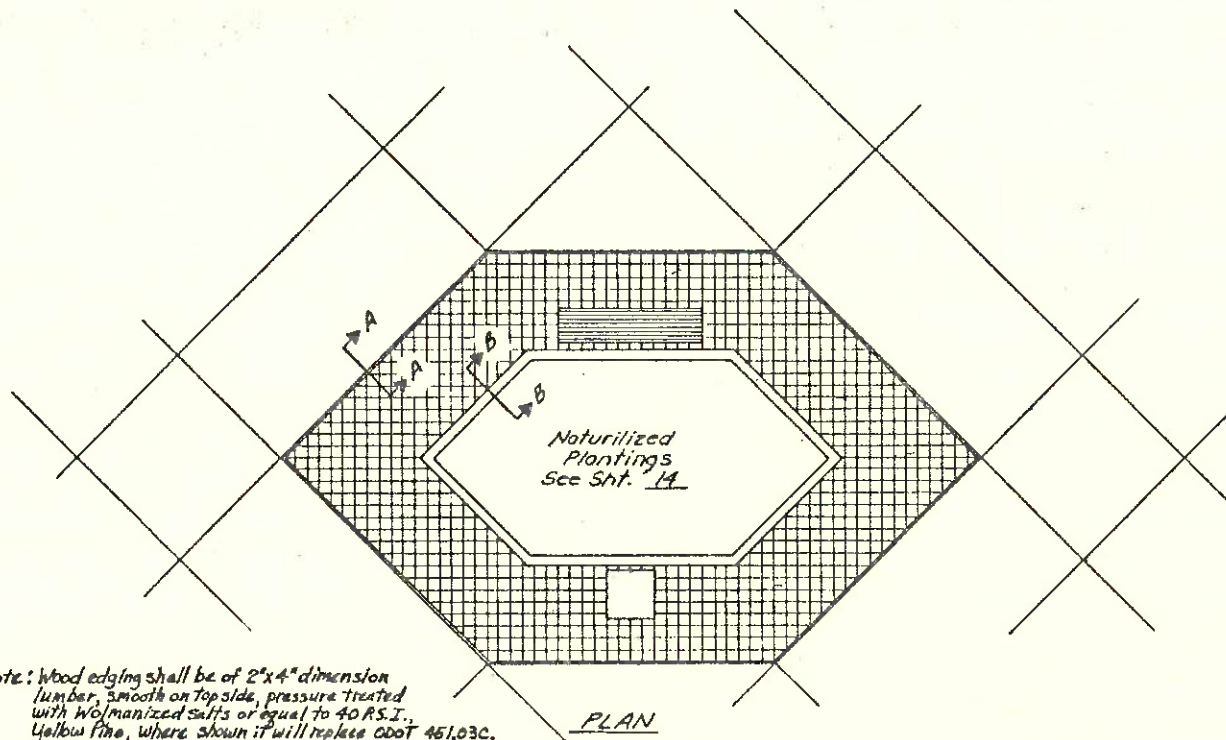 A
A
B
B
Noturilized
Plantings
See Sht. 14
te: Wood edging shall be of 2"x4" dimension
lumber, smooth on top side, pressure treated
with Wolmanized salts or equal to 40 P.S.I.,
Yellow Pine, where shown it will replace ODOT 451.03C.
PLAN